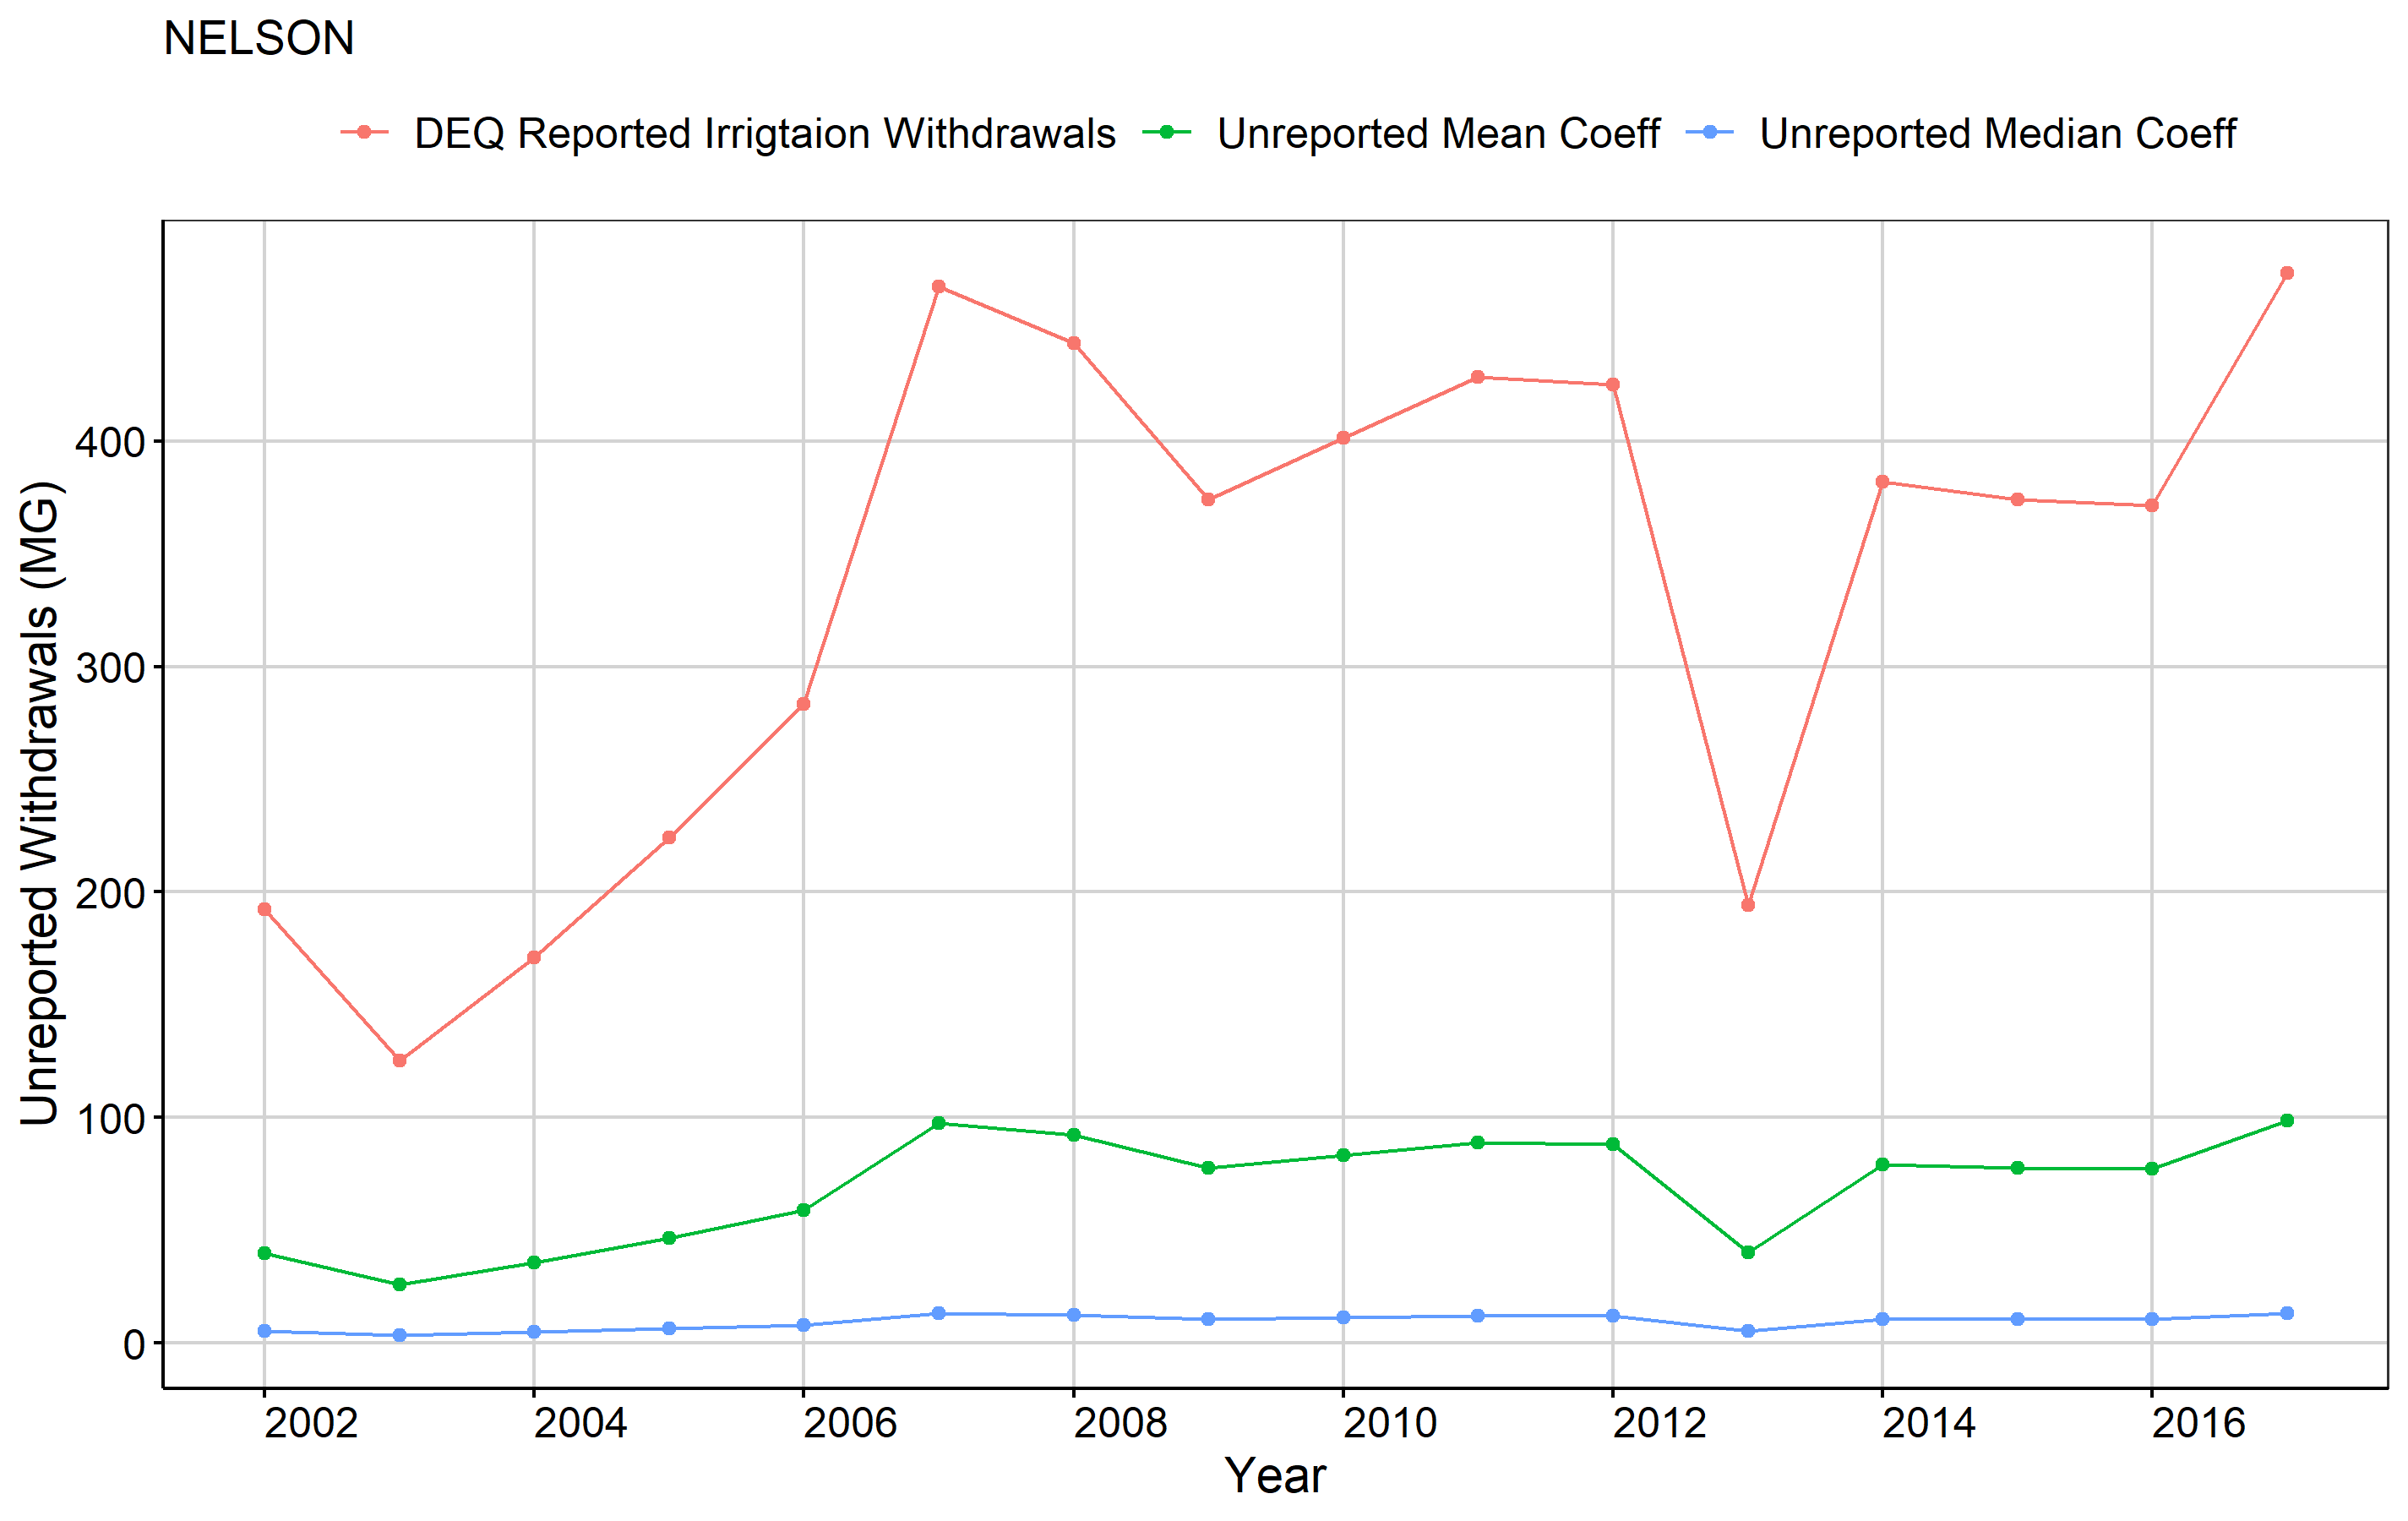 NELSON
DEQ Reported Irrigtaion Withdrawals Unreported Mean Coeff Unreported Median Coeff
Unreported Withdrawals (MG)
400
300
200
100
0
2002 2004 2006 2008 2010 2012 2014 2016
Year